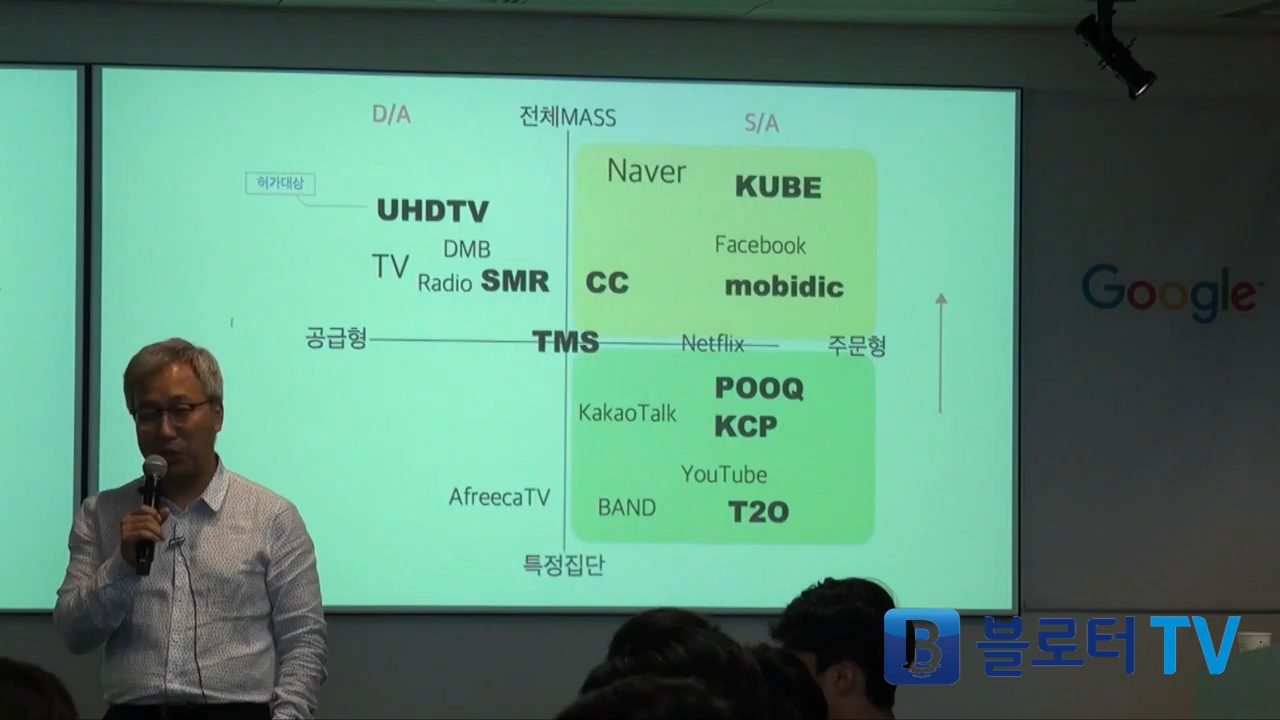 D/A
전체MASS
S/A
허가대상
Naver
KUBE
UHDTV
DMB
Facebook
TV
Radio
SMR
CC
mobidic
Google
공급형
TMS
Netflix
주문형
POOQ
KakaoTalk
KCP
YouTube
AfreecaTV
BAND
T2O
특정집단
B 블로터TV